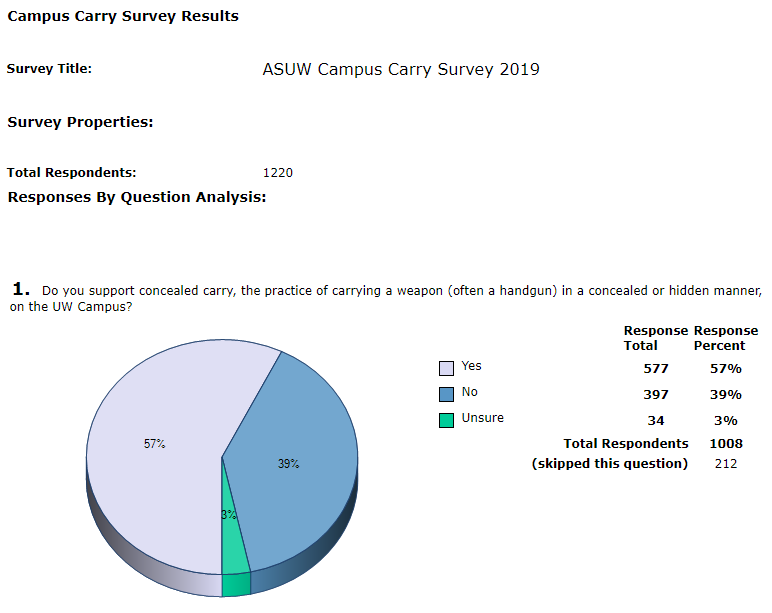 Campus Carry Survey Results
Survey Title: ASUW Campus Carry Survey 2019
Survey Properties:
Total Respondents: 1220
Responses By Question Analysis:
1. Do you support concealed carry, the practice of carrying a weapon (often a handgun) in a concealed or hidden manner,
on the UW Campus?
Response Response
Total Percent
Yes 577 57%
No 397 39%
Unsure 34 3%
Total Respondents 1008
(skipped this question) 212
57%
39%
3%